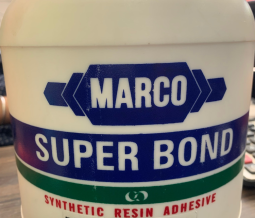 MARCO
SUPER BOND
SYNTHETIC RESIN ADHESIVE